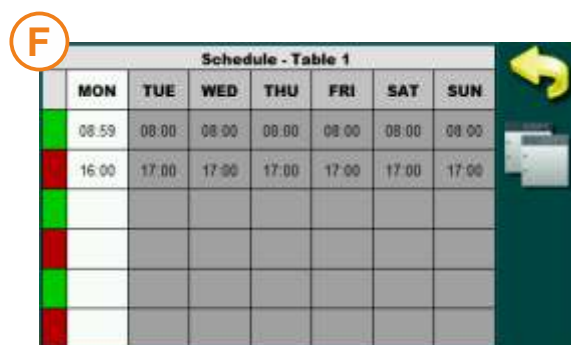 F
Schedule - Table 1
MON TUE WED THU FRI SAT SUN
08:59 08:00 08:00 08:00 08:00 08:00 08:00
16:00 17:00 17:00 17:00 17:00 17:00 17:00